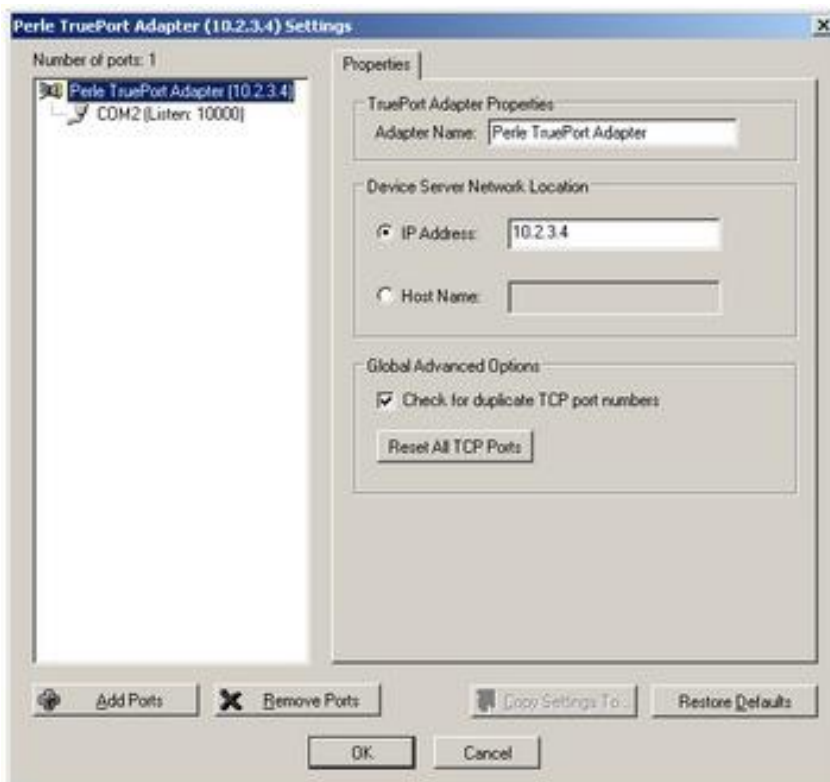 Perle TruePort Adapter (10.2.3.4) Settings
Number of ports: 1
Perle TruePort Adapter (10.2.3.4)
COM2 (Listen: 10000)
Properties
TruePort Adapter Properties
Adapter Name: Perle TruePort Adapter
Device Server Network Location
IP Address: 10.2.3.4
Host Name:
Global Advanced Options
Check for duplicate TCP port numbers
Reset All TCP Ports
Add Ports Remove Ports Copy Settings To... Restore Defaults
OK Cancel